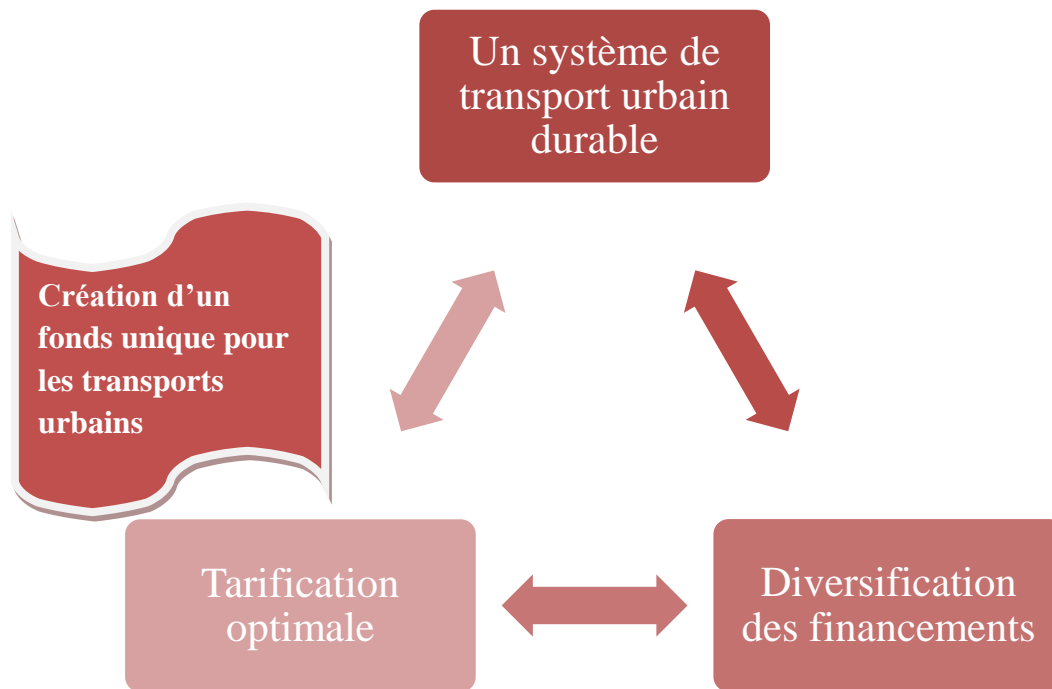 Un système de
transport urbain
durable
Création d’un
fonds unique pour
les transports
urbains
Tarification
optimale
Diversification
des financements